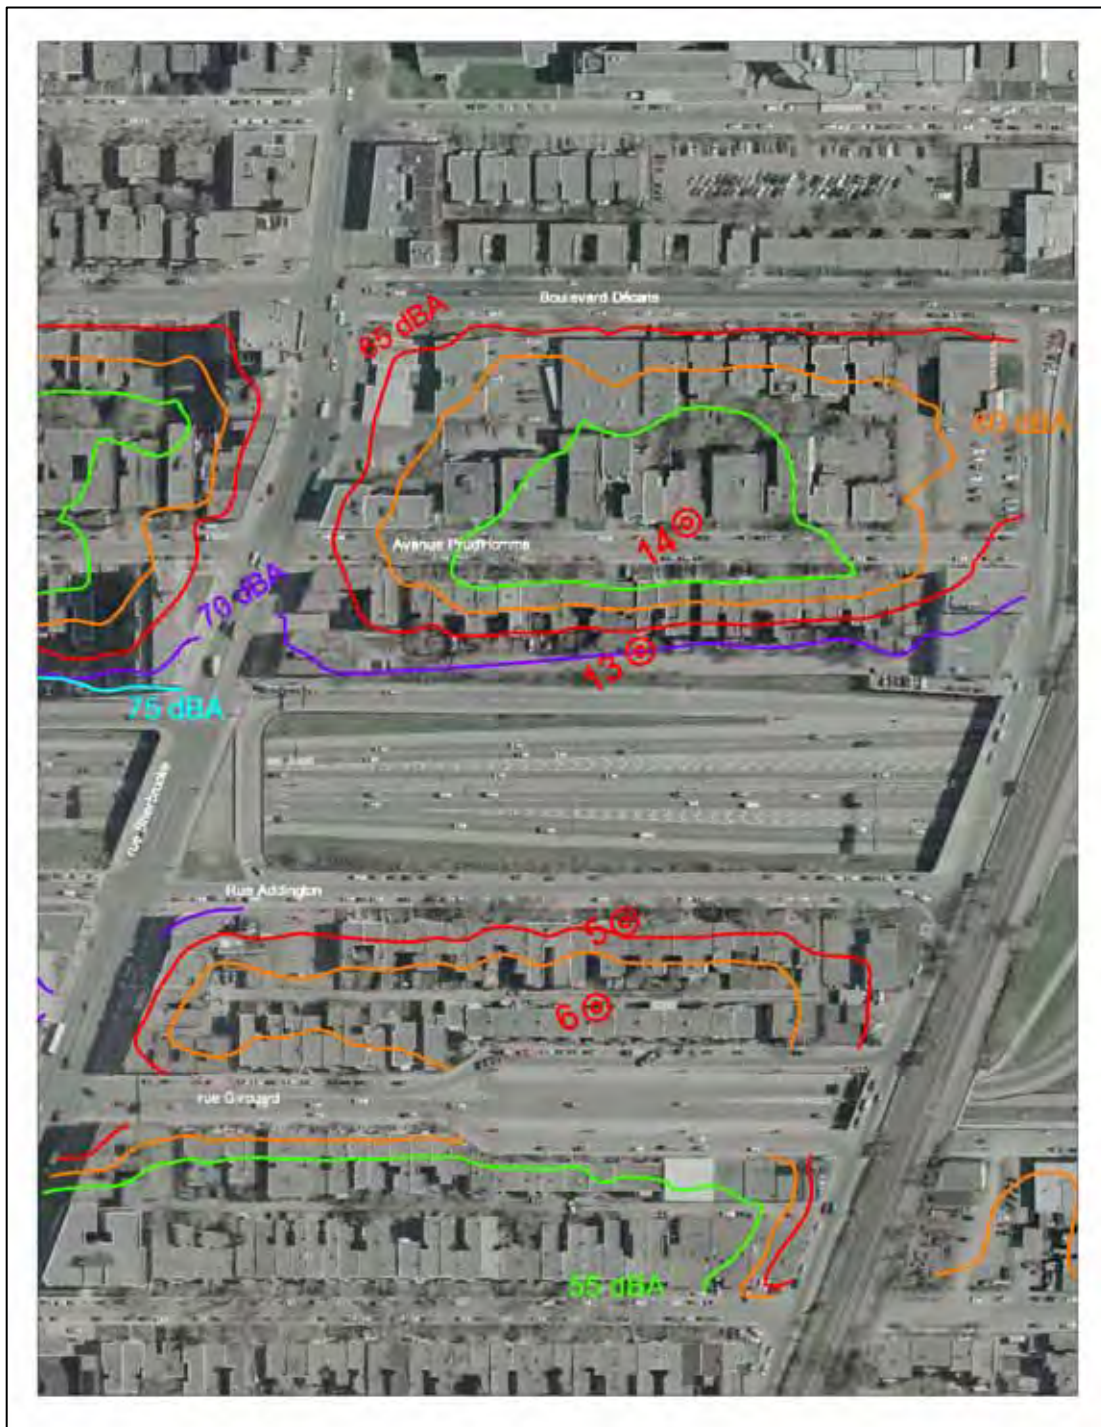 Boulevard Décarie
65 dBA
60 dBA
14
Avenue Prud'Homme
70 dBA
13
75 dBA
rue Sherbrooke
Rue Addington
5
6
rue Girouard
55 dBA